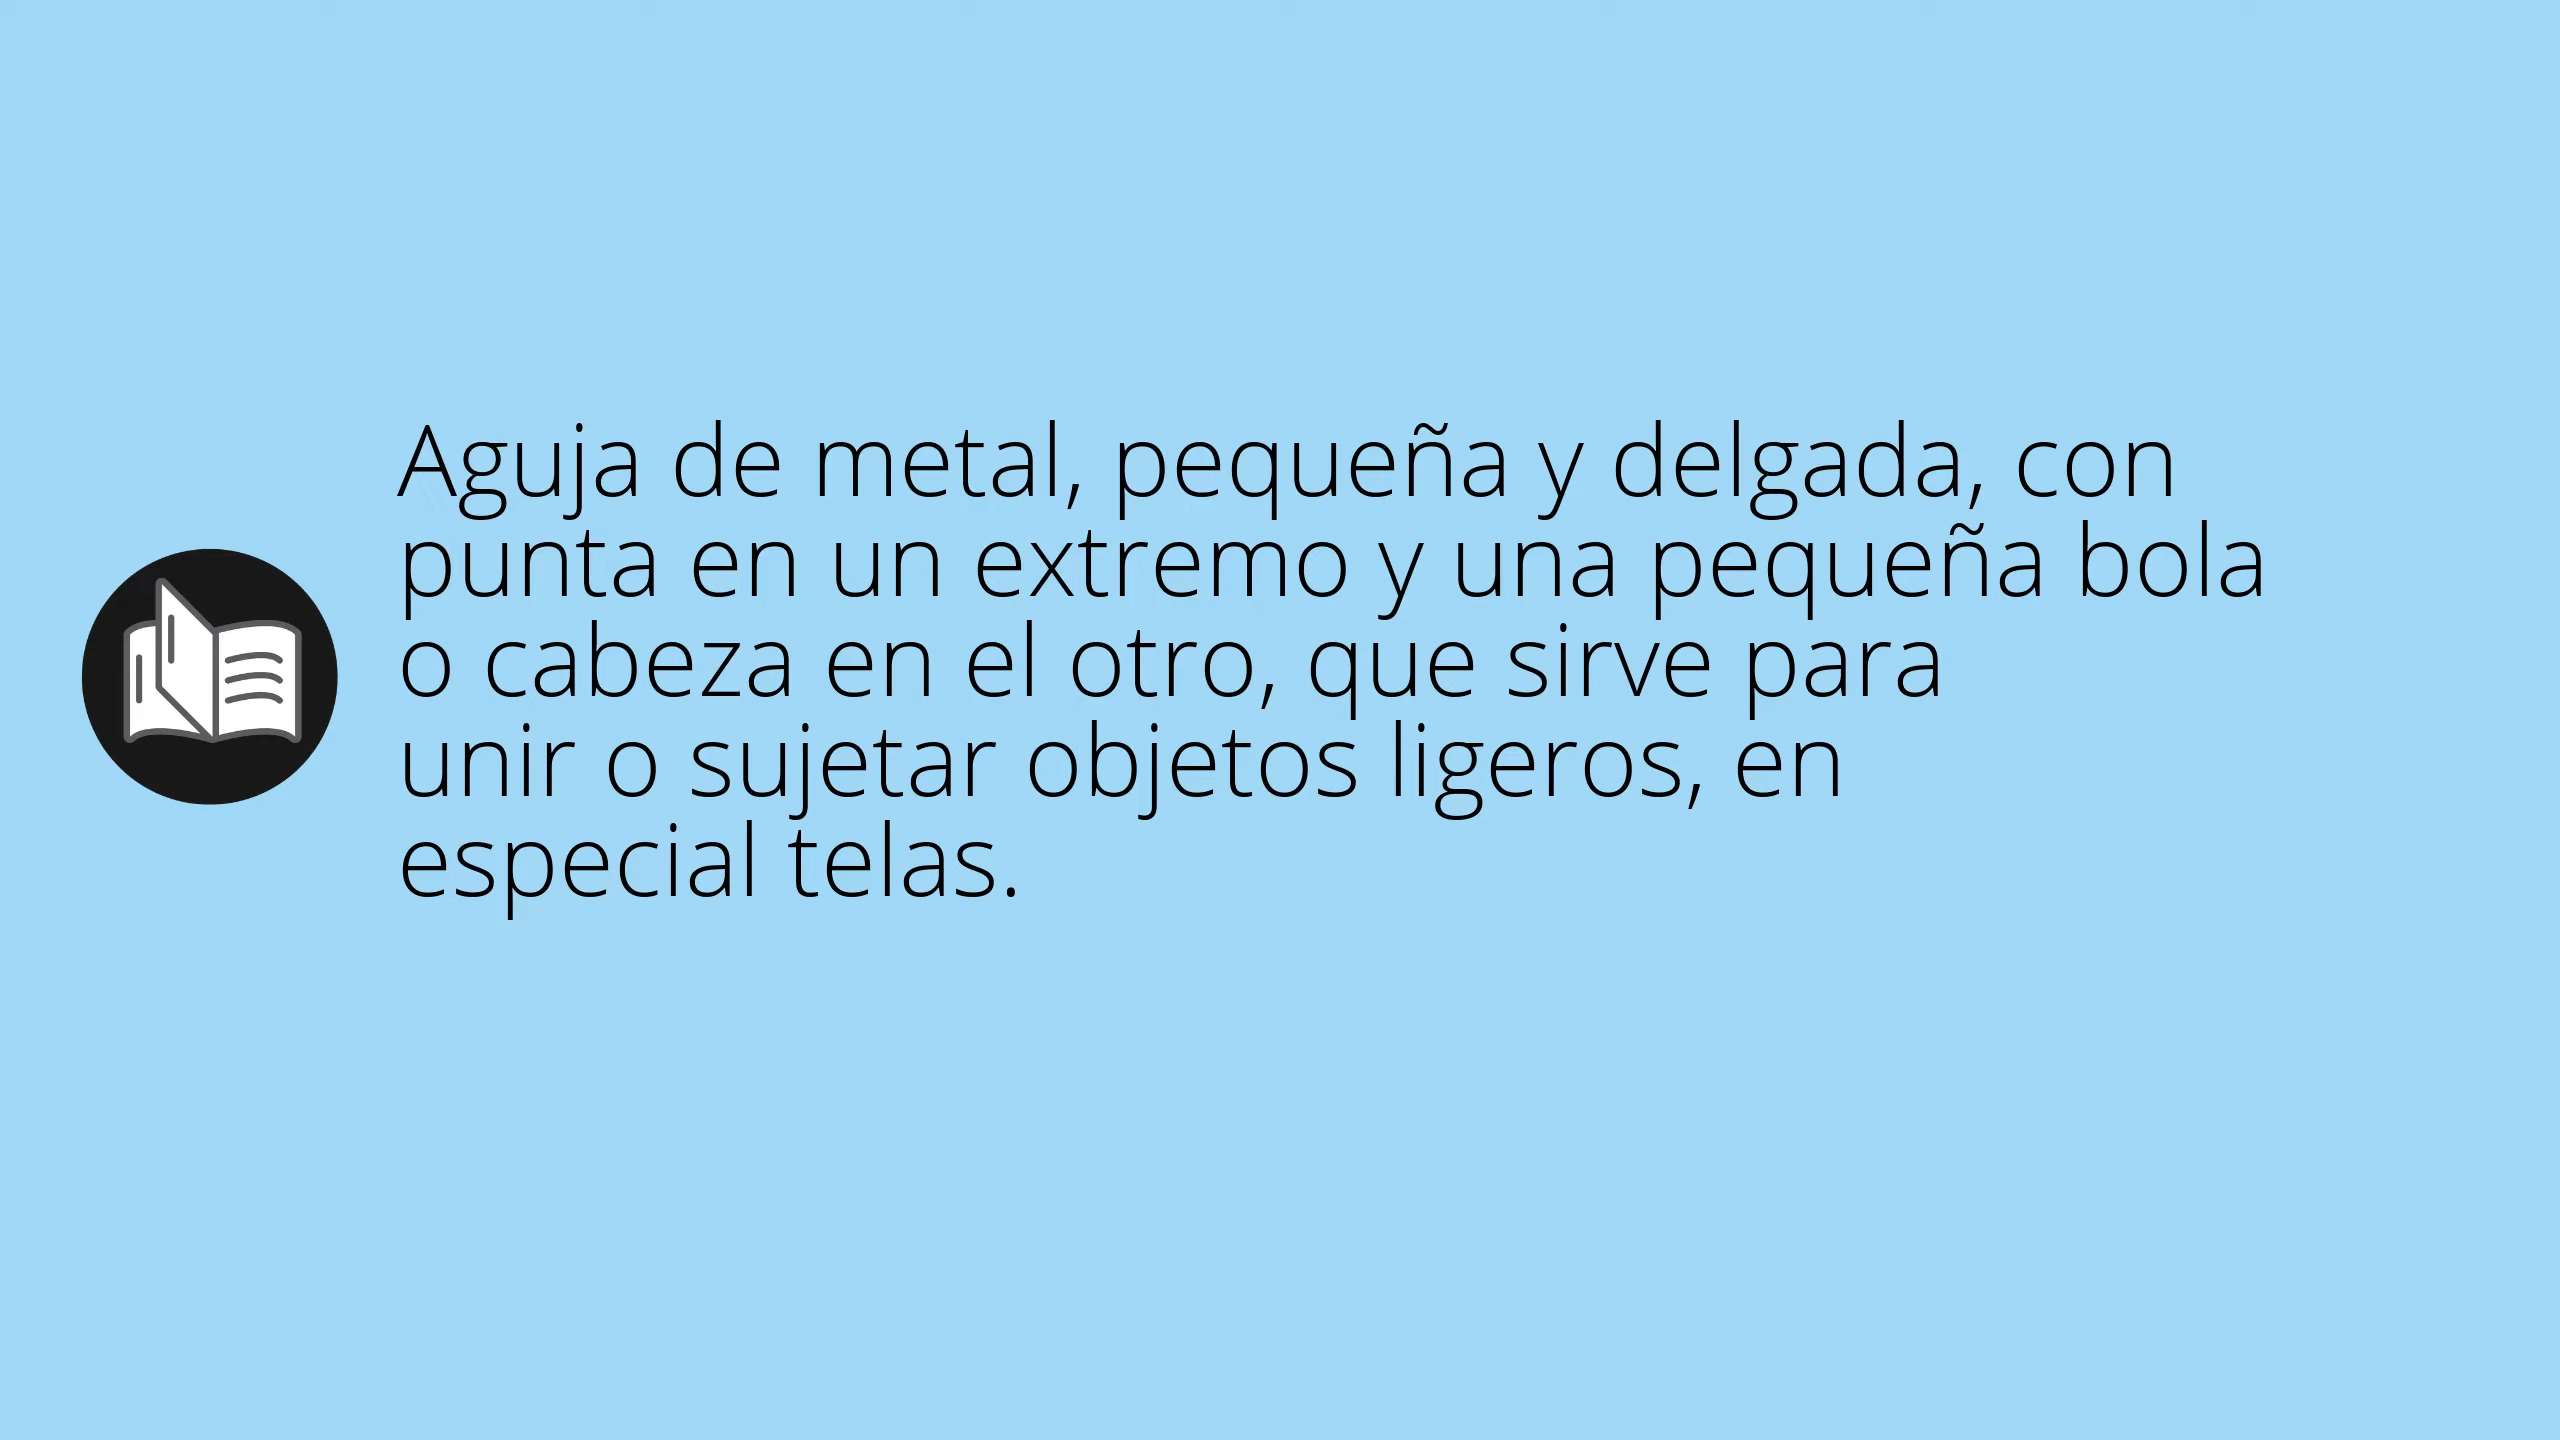 Aguja de metal, pequeña y delgada, con
punta en un extremo y una pequeña bola
o cabeza en el otro, que sirve para
unir o sujetar objetos ligeros, en
especial telas.